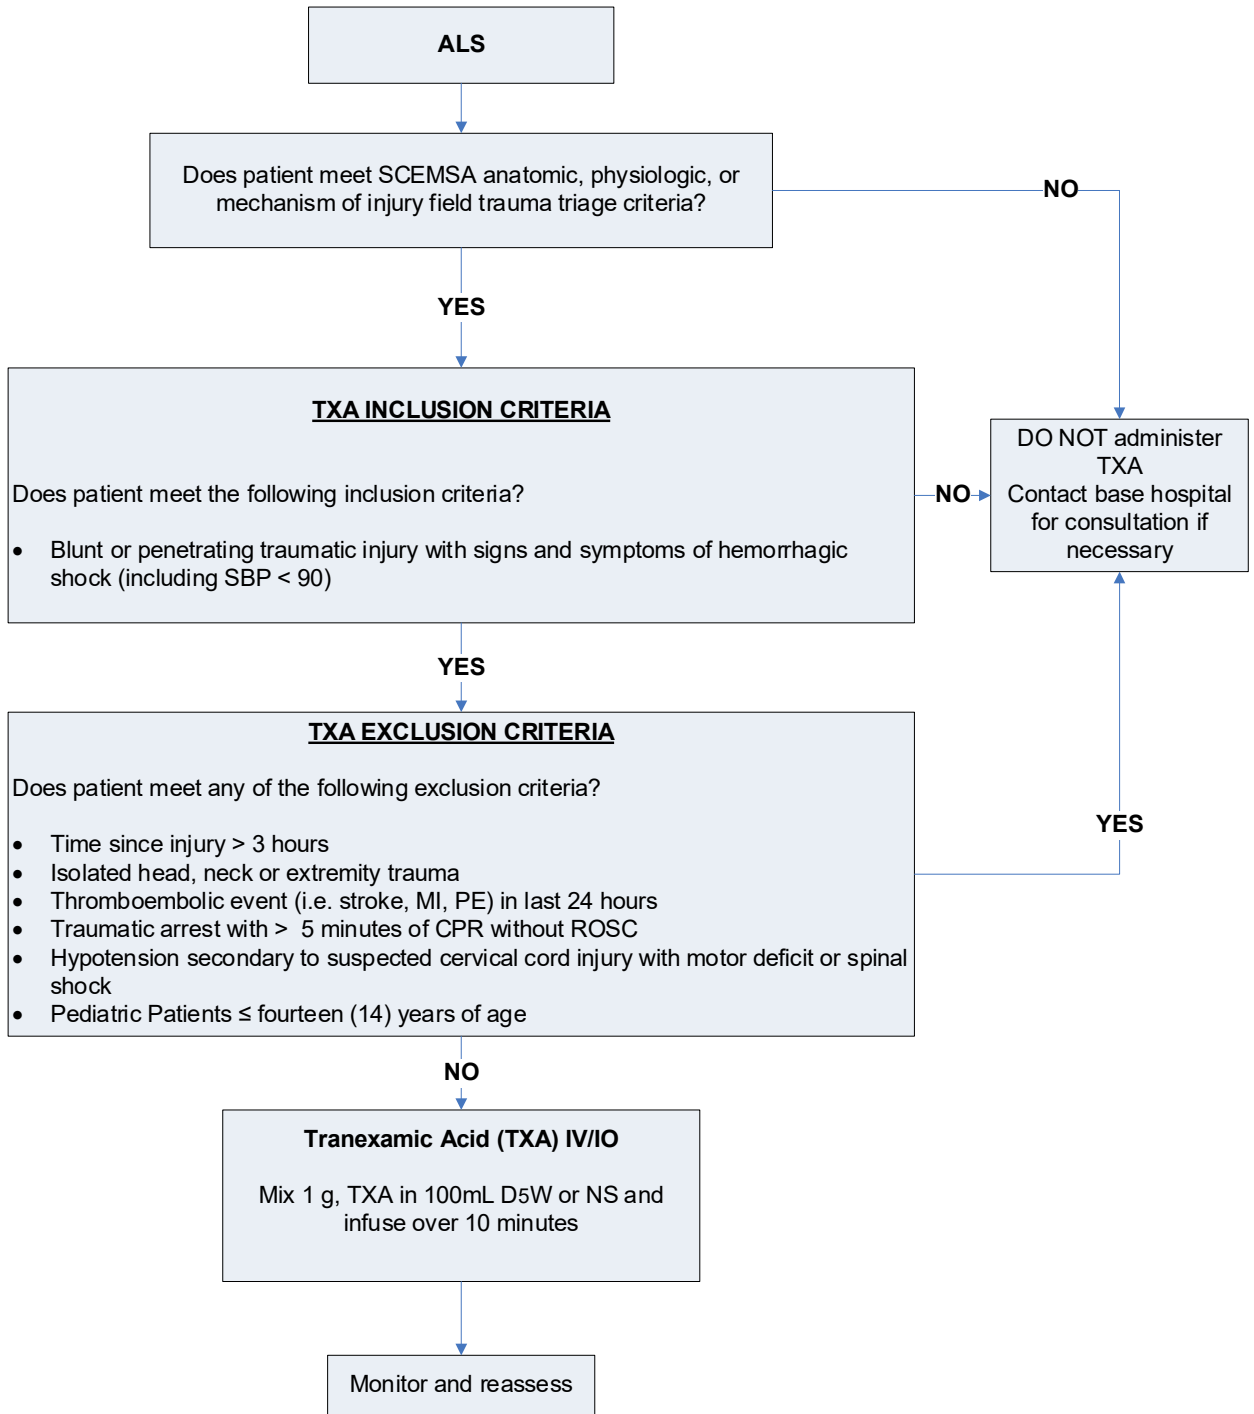 ALS
Does patient meet SCEMSA anatomic, physiologic, or
mechanism of injury field trauma triage criteria?
NO
YES
TXA INCLUSION CRITERIA
Does patient meet the following inclusion criteria?
• Blunt or penetrating traumatic injury with signs and symptoms of hemorrhagic
shock (including SBP < 90)
NO
DO NOT administer
TXA
Contact base hospital
for consultation if
necessary
YES
TXA EXCLUSION CRITERIA
Does patient meet any of the following exclusion criteria?
• Time since injury > 3 hours
• Isolated head, neck or extremity trauma
• Thromboembolic event (i.e. stroke, MI, PE) in last 24 hours
• Traumatic arrest with > 5 minutes of CPR without ROSC
• Hypotension secondary to suspected cervical cord injury with motor deficit or spinal
shock
• Pediatric Patients ≤ fourteen (14) years of age
YES
NO
Tranexamic Acid (TXA) IV/IO
Mix 1 g, TXA in 100mL D5W or NS and
infuse over 10 minutes
Monitor and reassess